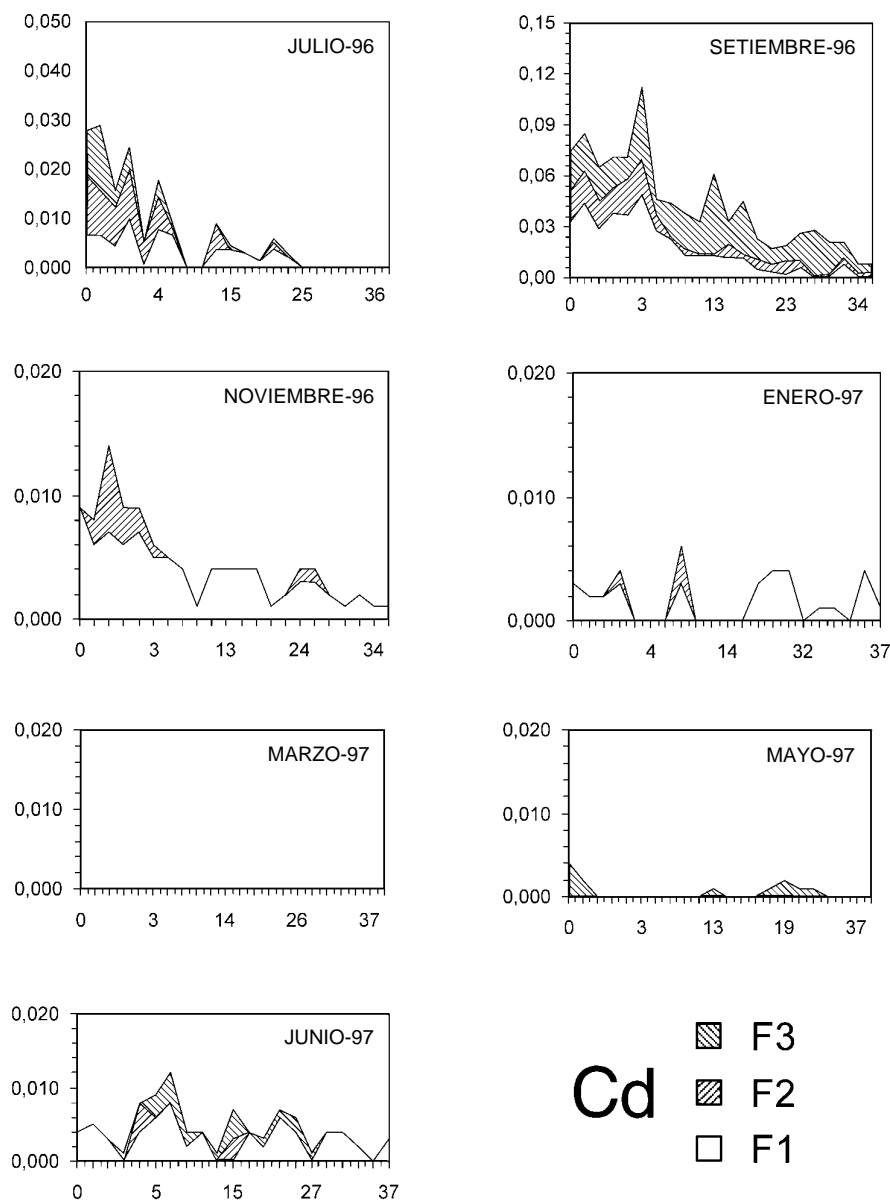 0,050
JULIO-96
0,040
0,030
0,020
0,010
0,000
0 4 15 25 36
0,15
SETIEMBRE-96
0,12
0,09
0,06
0,03
0,00
0 3 13 23 34
0,020
NOVIEMBRE-96
0,010
0,000
0 3 13 24 34
0,020
ENERO-97
0,010
0,000
0 4 14 32 37
0,020
MARZO-97
0,010
0,000
0 3 14 26 37
0,020
MAYO-97
0,010
0,000
0 3 13 19 37
0,020
JUNIO-97
0,010
0,000
0 5 15 27 37
Cd
F3
F2
F1